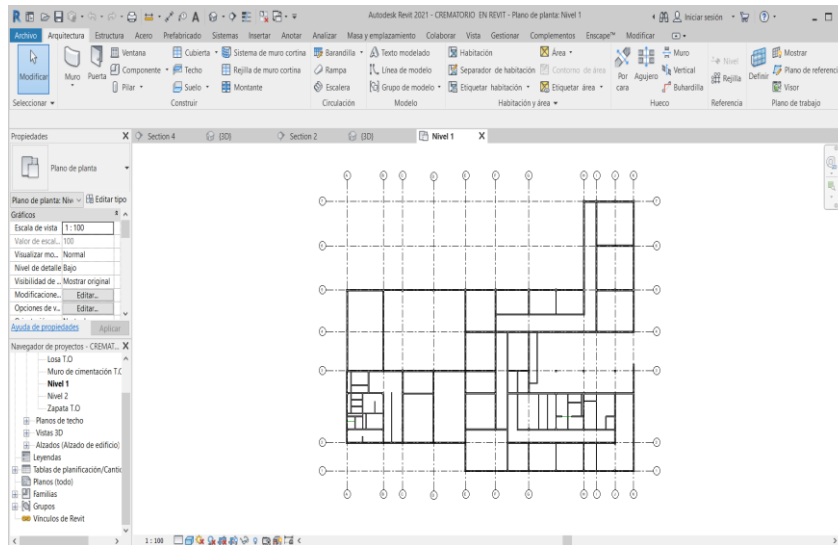 Autodesk Revit 2021 - CREMATORIO EN REVIT - Plano de planta: Nivel 1
Iniciar sesión
Archivo Arquitectura Estructura Acero Prefabricado Sistemas Insertar Anotar Analizar Masa y emplazamiento Colaborar Vista Gestionar Complementos Enscape™ Modificar
Modificar
Muro
Puerta
Ventana
Componente
Pilar
Cubierta
Techo
Suelo
Sistema de muro cortina
Rejilla de muro cortina
Montante
Barandilla
Rampa
Escalera
Texto modelado
Línea de modelo
Grupo de modelo
Habitación
Separador de habitación
Etiquetar habitación
Área
Contorno de área
Etiquetar área
Por cara
Agujero
Muro
Vertical
Buhardilla
Nivel
Rejilla
Definir
Mostrar
Plano de referenci
Visor
Seleccionar Construir Circulación Modelo Habitación y área Hueco Referencia Plano de trabajo
Propiedades X
Section 4 {3D} Section 2 {3D} Nivel 1 X
Plano de planta
Plano de planta: Nive Editar tipo
Gráficos
Escala de vista 1 : 100
Valor de escal... 100
Visualizar mo... Normal
Nivel de detalle Bajo
Visibilidad de ... Mostrar original
Modificacione... Editar...
Opciones de v... Editar...
Ayuda de propiedades Aplicar
Navegador de proyectos - CREMAT... X
Losa T.O
Muro de cimentación T.O
Nivel 1
Nivel 2
Zapata T.O
Planos de techo
Vistas 3D
Alzados (Alzado de edificio)
Leyendas
Tablas de planificación/Cantid
Planos (todo)
Familias
Grupos
Vínculos de Revit
1 : 100